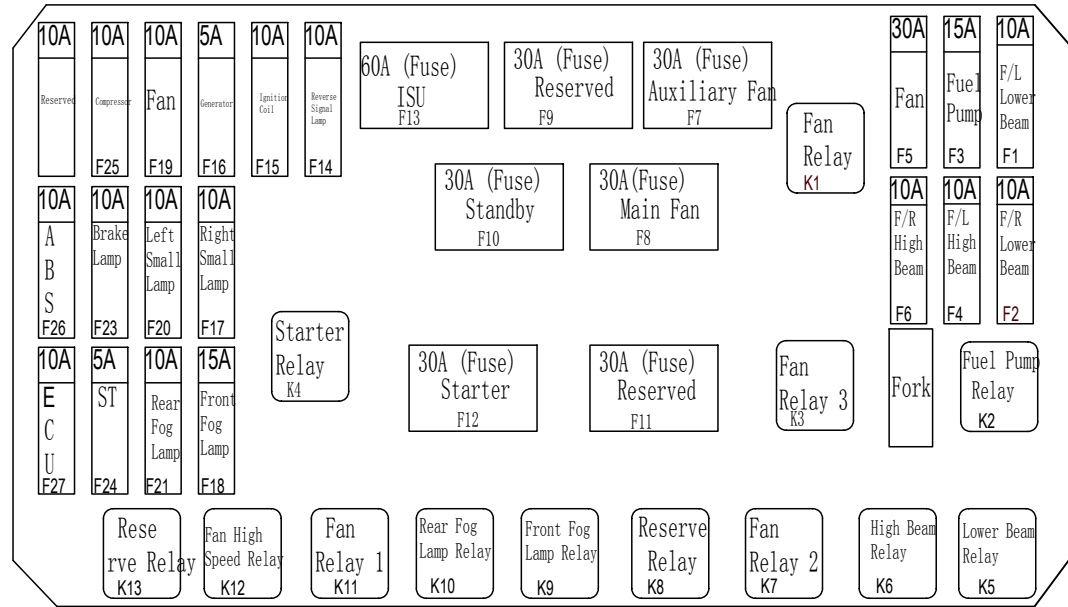 10A
Reserved
10A
Compressor
F25
10A
Fan
F19
5A
Generator
F16
10A
Ignition
Coil
F15
10A
Reverse
Signal
Lamp
F14
60A (Fuse)
ISU
F13
30A (Fuse)
Reserved
F9
30A (Fuse)
Auxiliary Fan
F7
Fan
Relay
K1
30A
Fan
F5
15A
Fuel
Pump
F3
10A
F/L
Lower
Beam
F1
10A
A
B
S
F26
10A
Brake
Lamp
F23
10A
Left
Small
Lamp
F20
10A
Right
Small
Lamp
F17
30A (Fuse)
Standby
F10
30A(Fuse)
Main Fan
F8
10A
F/R
High
Beam
F6
10A
F/L
High
Beam
F4
10A
F/R
Lower
Beam
F2
10A
E
C
U
F27
5A
ST
F24
10A
Rear
Fog
Lamp
F21
15A
Front
Fog
Lamp
F18
Starter
Relay
K4
30A (Fuse)
Starter
F12
30A (Fuse)
Reserved
F11
Fan
Relay 3
K3
Fork
Fuel Pump
Relay
K2
Rese
rve Relay
K13
Fan High
Speed Relay
K12
Fan
Relay 1
K11
Rear Fog
Lamp Relay
K10
Front Fog
Lamp Relay
K9
Reserve
Relay
K8
Fan
Relay 2
K7
High Beam
Relay
K6
Lower Beam
Relay
K5